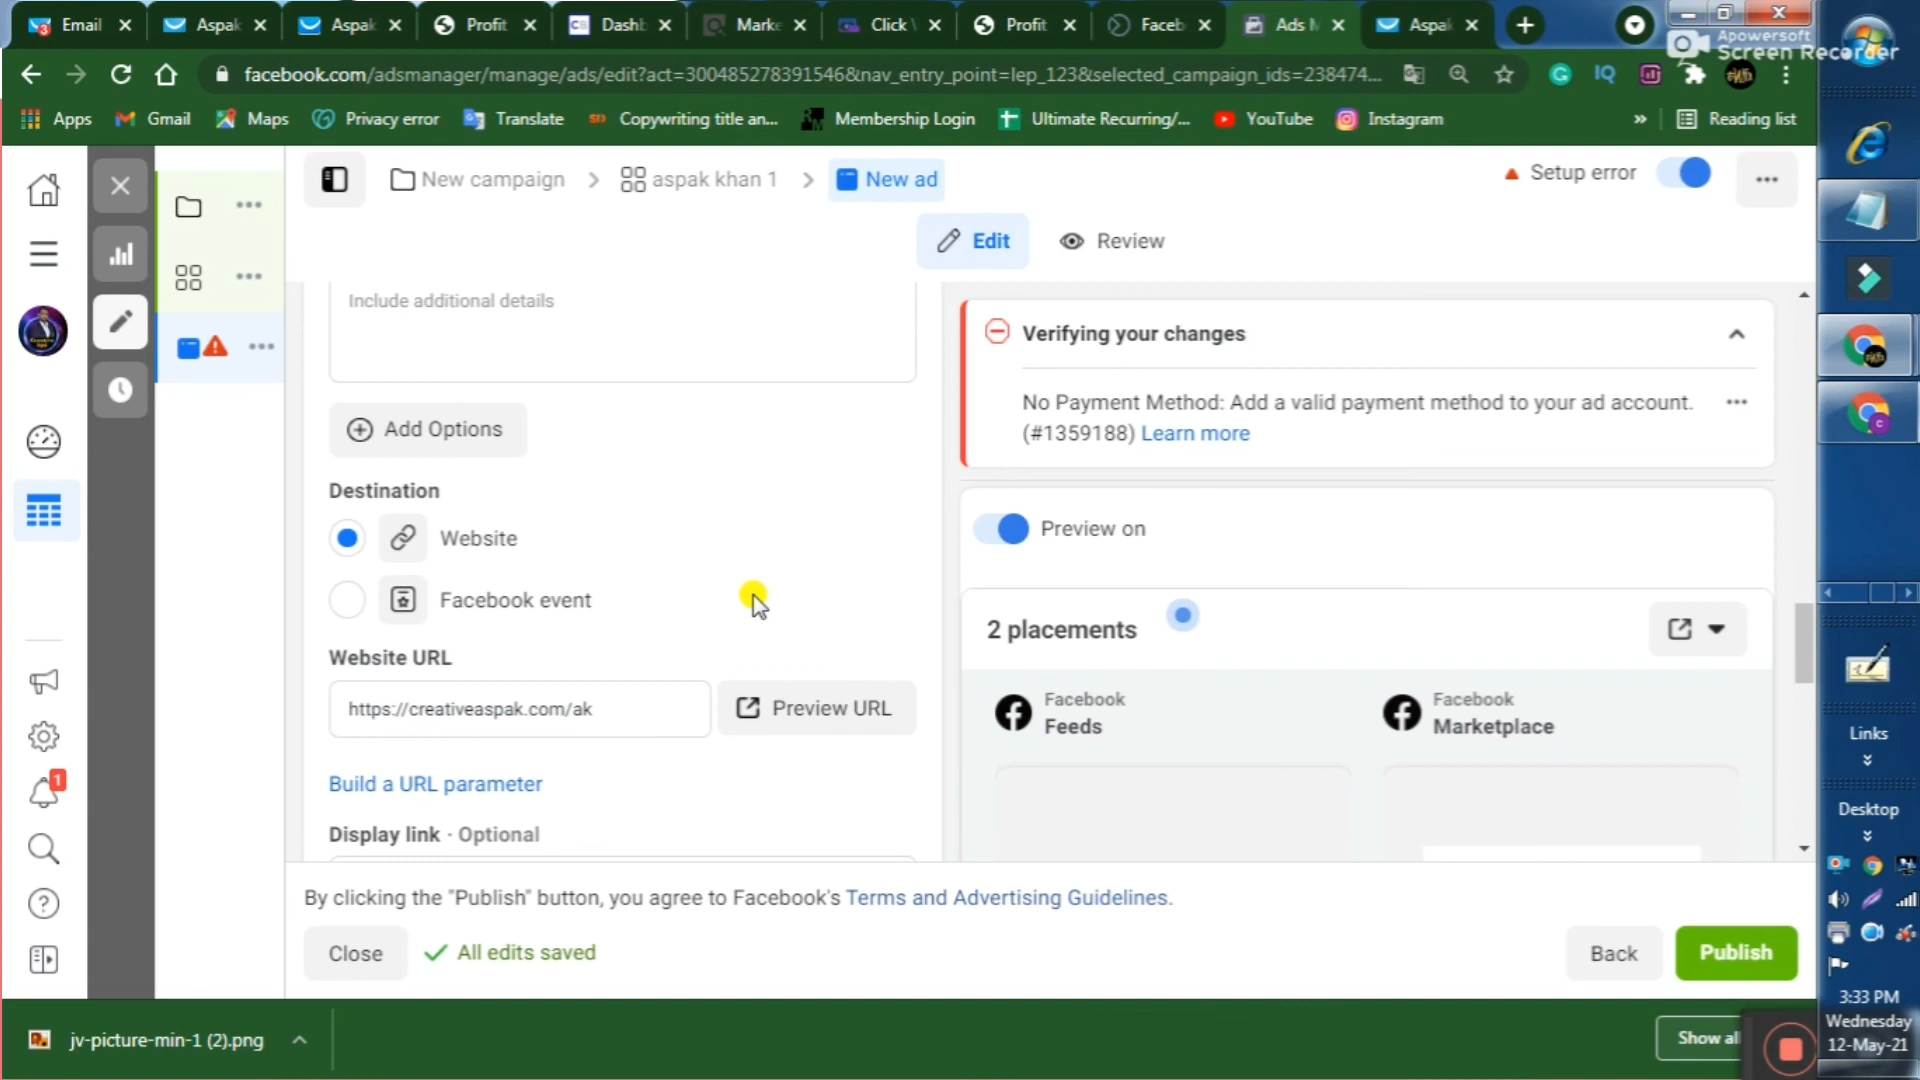 Email
Aspak
Aspak
Profit
Dashb
Marke
Click
Profit
Faceb
Ads M
Aspak
Apowersoft
Screen Recorder
facebook.com/adsmanager/manage/ads/edit?act=300485278391546&nav_entry_point=lep_123&selected_campaign_ids=238474...
Apps
Gmail
Maps
Privacy error
Translate
Copywriting title an...
Membership Login
Ultimate Recurring/...
YouTube
Instagram
»
Reading list
New campaign > aspak khan 1 > New ad
Setup error
Edit
Review
Include additional details
Add Options
Destination
Website
Facebook event
Website URL
https://creativeaspak.com/ak
Preview URL
Build a URL parameter
Display link · Optional
Verifying your changes
No Payment Method: Add a valid payment method to your ad account.
(#1359188) Learn more
Preview on
2 placements
Facebook
Feeds
Facebook
Marketplace
By clicking the "Publish" button, you agree to Facebook's Terms and Advertising Guidelines.
Close
All edits saved
Back
Publish
1
jv-picture-min-1 (2).png
Show al
Links
Desktop
3:33 PM
Wednesday
12-May-21